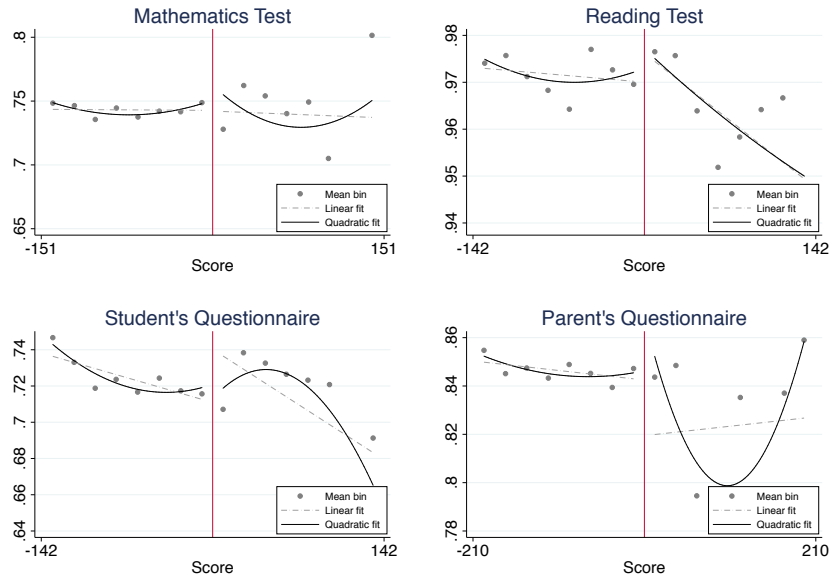 Mathematics Test
.8
.75
.7
.65
-151
151
Score
Mean bin
Linear fit
Quadratic fit
Reading Test
.98
.97
.96
.95
.94
-142
142
Score
Mean bin
Linear fit
Quadratic fit
Student's Questionnaire
.74
.72
.7
.68
.66
.64
-142
142
Score
Mean bin
Linear fit
Quadratic fit
Parent's Questionnaire
.86
.84
.82
.8
.78
-210
210
Score
Mean bin
Linear fit
Quadratic fit